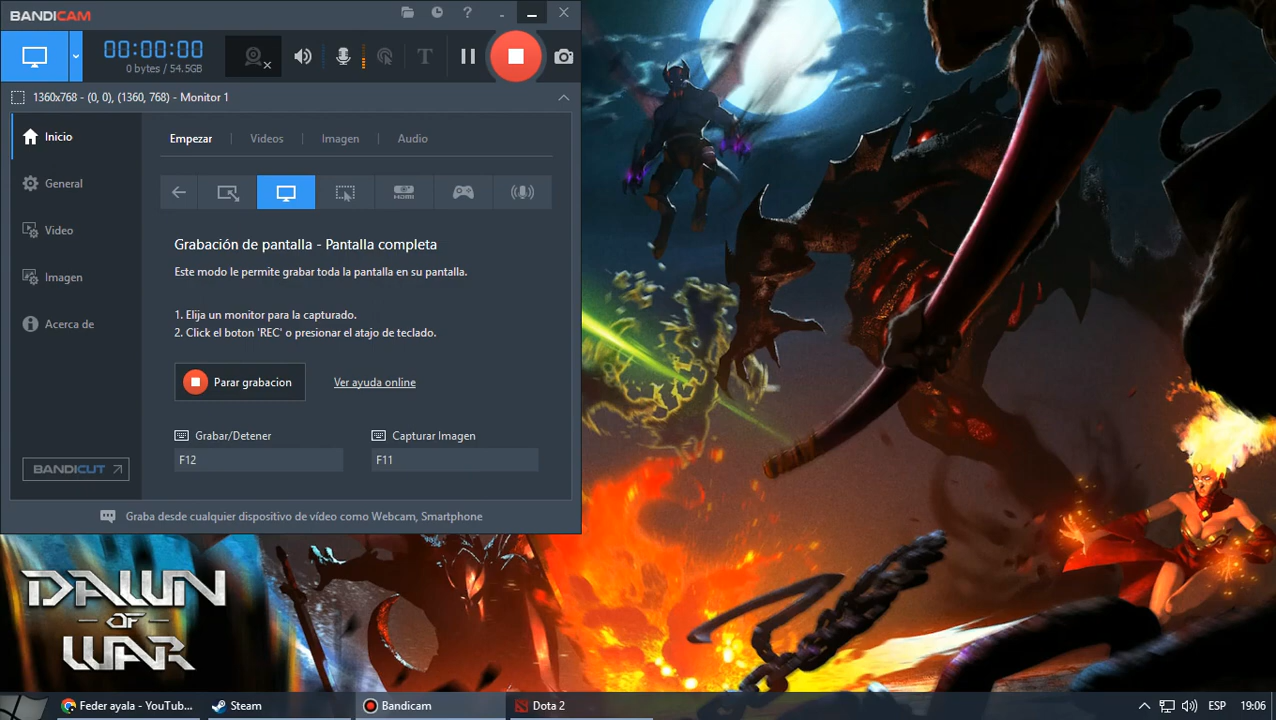 BANDICAM
?
00:00:00
0 bytes / 54.5GB
T
1360x768 - (0, 0), (1360, 768) - Monitor 1
Inicio
General
Video
Imagen
Acerca de
BANDICUT
Empezar
Videos
Imagen
Audio
HDMI
Grabación de pantalla - Pantalla completa
Este modo le permite grabar toda la pantalla en su pantalla.
1. Elija un monitor para la capturado.
2. Click el boton 'REC' o presionar el atajo de teclado.
Parar grabacion
Ver ayuda online
Grabar/Detener
Capturar Imagen
F12
F11
Graba desde cualquier dispositivo de vídeo como Webcam, Smartphone
DAWN
OF
WAR
Feder ayala - YouTub...
Steam
Bandicam
Dota 2
ESP
19:06